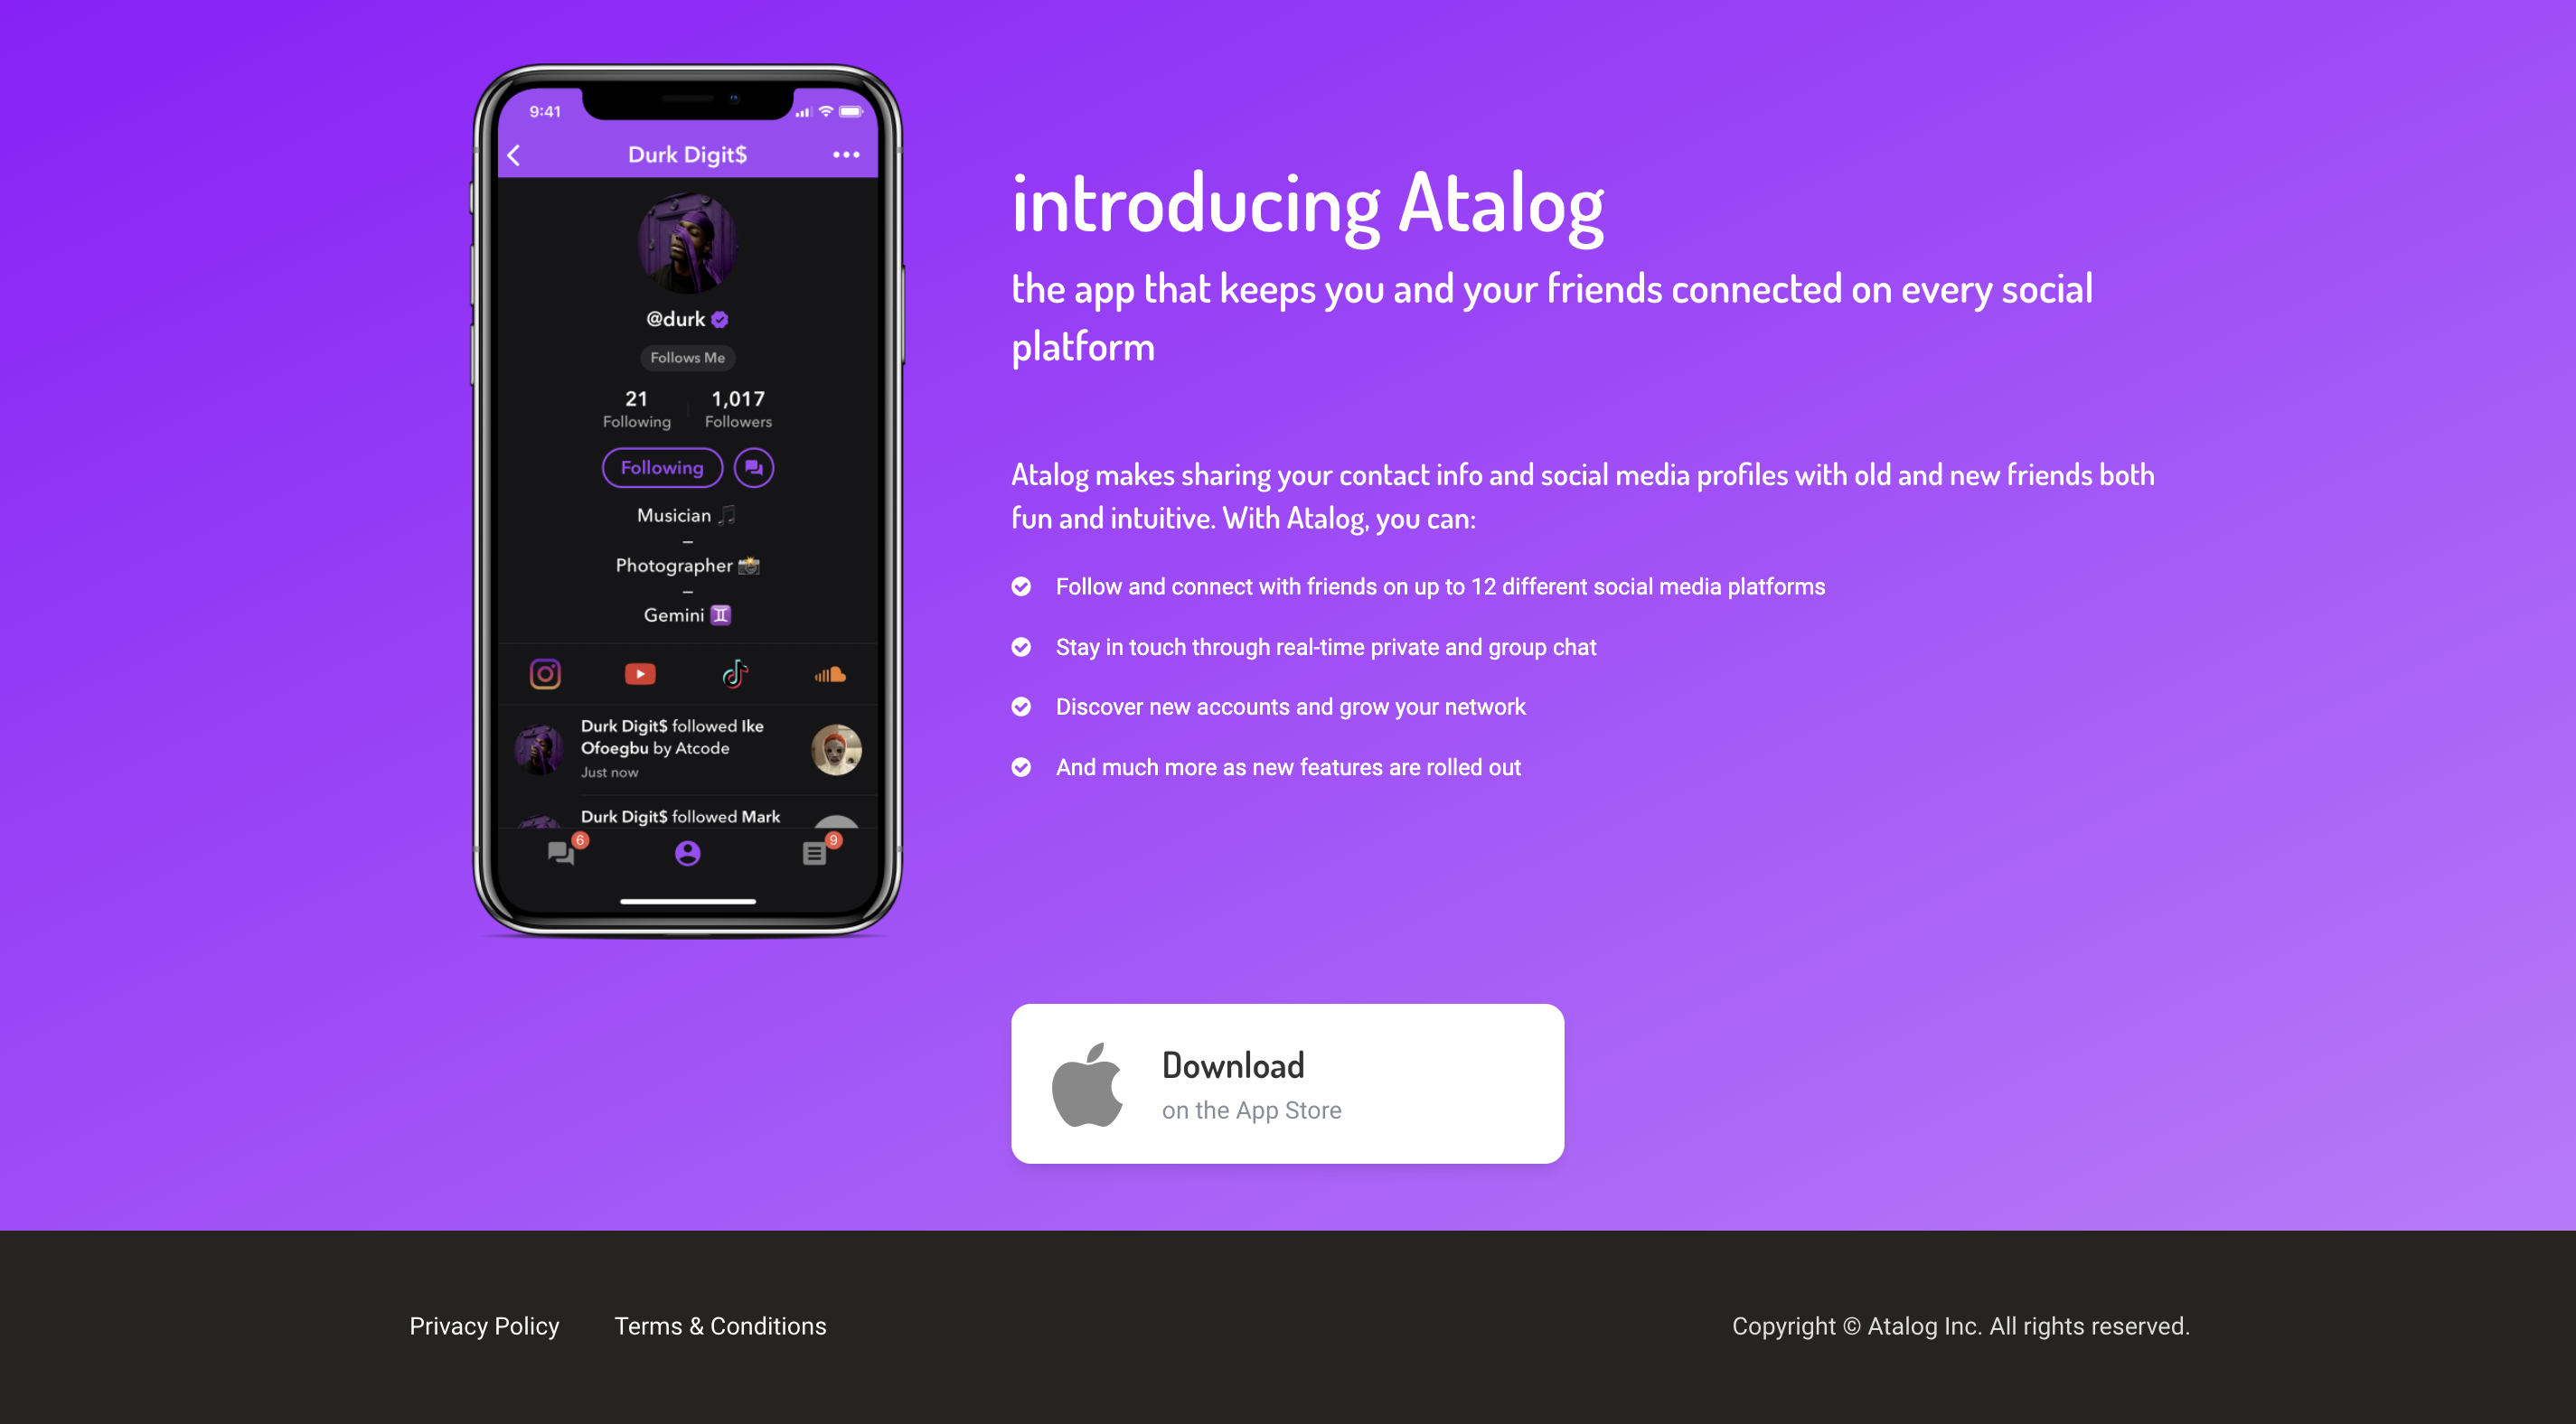 9:41
Durk Digit$
@durk
Follows Me
21
1,017
Following
Followers
Following
Musician 🎵
–
Photographer 📸
–
Gemini ♊
Durk Digit$ followed Ike
Ofoegbu by Atcode
Just now
Durk Digit$ followed Mark
6
9
introducing Atalog
the app that keeps you and your friends connected on every social
platform
Atalog makes sharing your contact info and social media profiles with old and new friends both
fun and intuitive. With Atalog, you can:
Follow and connect with friends on up to 12 different social media platforms
Stay in touch through real-time private and group chat
Discover new accounts and grow your network
And much more as new features are rolled out
Download
on the App Store
Privacy Policy
Terms & Conditions
Copyright © Atalog Inc. All rights reserved.